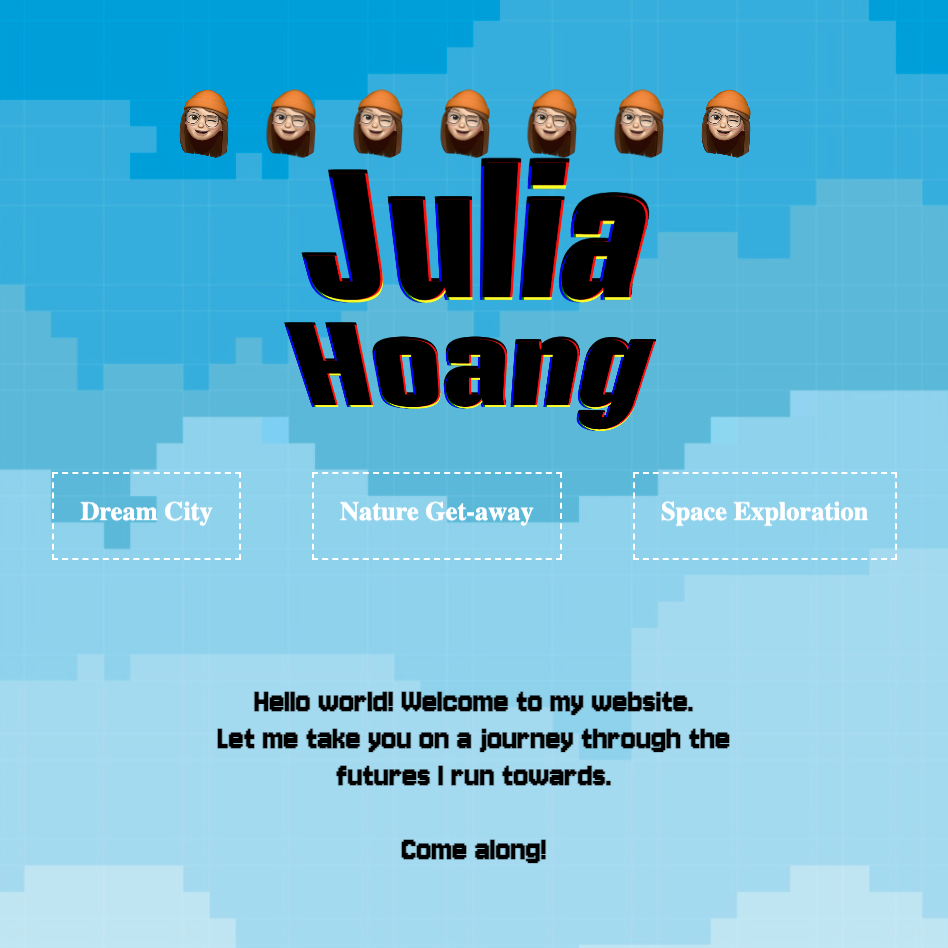 Julia
Hoang
Dream City
Nature Get-away
Space Exploration
Hello world! Welcome to my website.
Let me take you on a journey through the
futures I run towards.
Come along!